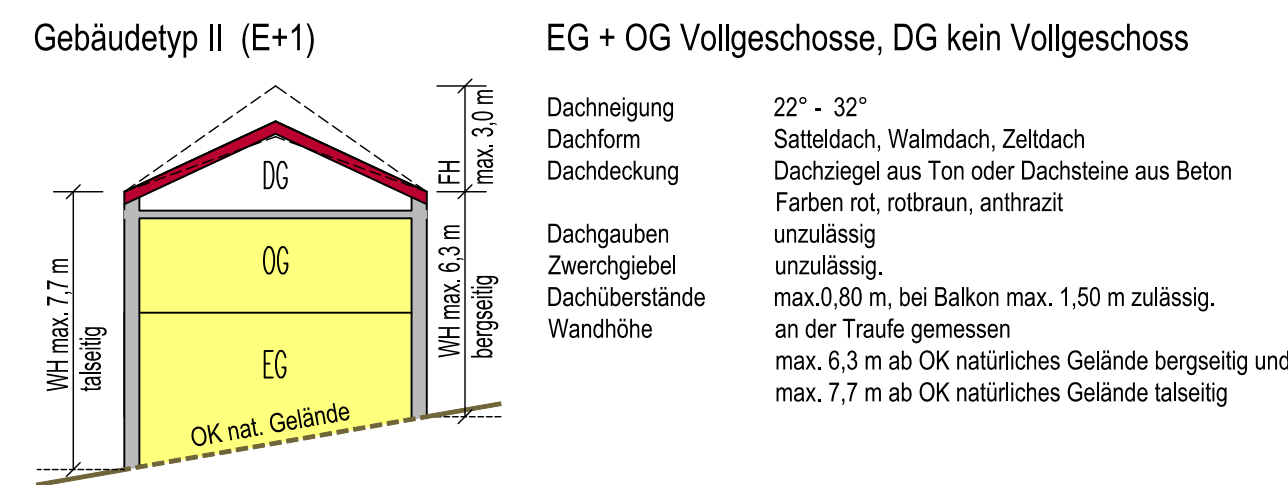 Gebäudetyp II (E+1)
EG + OG Vollgeschosse, DG kein Vollgeschoss
DG
OG
EG
OK nat. Gelände
WH max. 7,7 m
talseitig
FH
max. 3,0 m
WH max. 6,3 m
bergseitig
Dachneigung 22° - 32°
Dachform Satteldach, Walmdach, Zeltdach
Dachdeckung Dachziegel aus Ton oder Dachsteine aus Beton
Farben rot, rotbraun, anthrazit
Dachgauben unzulässig
Zwerchgiebel unzulässig.
Dachüberstände max.0,80 m, bei Balkon max. 1,50 m zulässig.
Wandhöhe an der Traufe gemessen
max. 6,3 m ab OK natürliches Gelände bergseitig und
max. 7,7 m ab OK natürliches Gelände talseitig